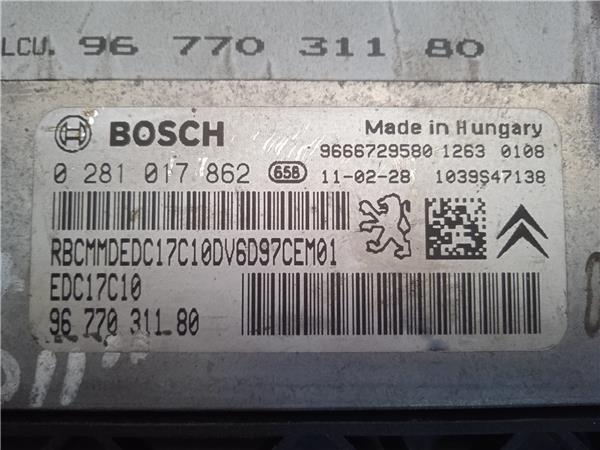 LCU. 96 770 311 80
BOSCH
Made in Hungary
9666729580 1263 0108
0 281 017 862 658 11-02-28 1039S47138
RBCMMDEDC17C10DV6D97CEM01
EDC17C10
96 770 311 80